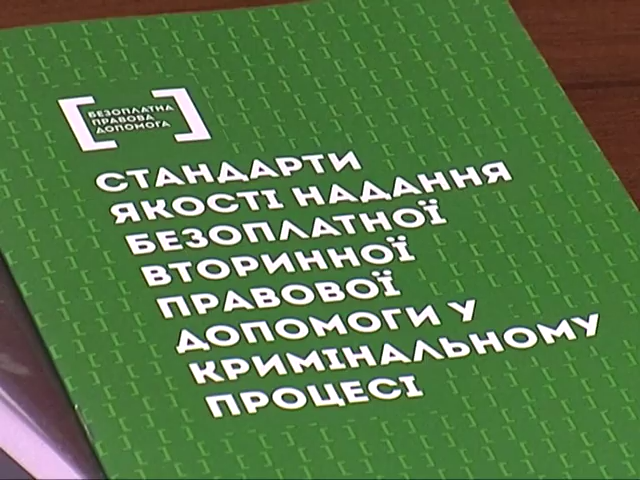 БЕЗОПЛАТНА
ПРАВОВА
ДОПОМОГА
СТАНДАРТИ
ЯКОСТІ НАДАННЯ
БЕЗОПЛАТНОЇ
ВТОРИННОЇ
ПРАВОВОЇ
ДОПОМОГИ У
КРИМІНАЛЬНОМУ
ПРОЦЕСІ